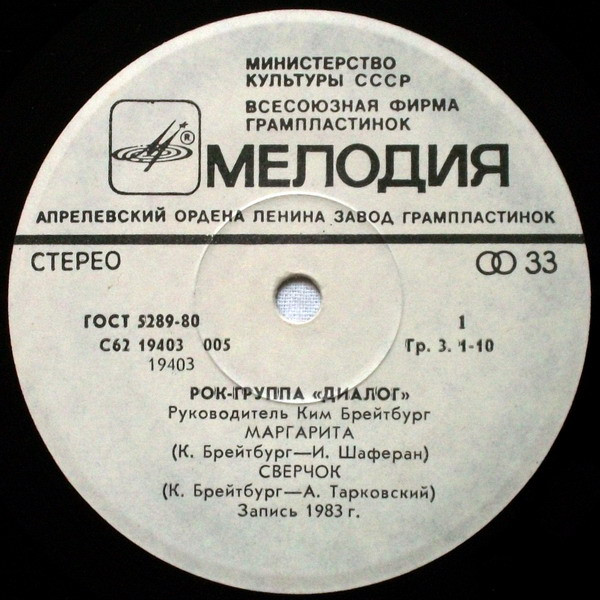 МИНИСТЕРСТВО
КУЛЬТУРЫ СССР
ВСЕСОЮЗНАЯ ФИРМА
ГРАМПЛАСТИНОК
®
МЕЛОДИЯ
АПРЕЛЕВСКИЙ ОРДЕНА ЛЕНИНА ЗАВОД ГРАМПЛАСТИНОК
СТЕРЕО 33
ГОСТ 5289-80 1
С62 19403 005 Гр. 3. 1-10
19403
РОК-ГРУППА «ДИАЛОГ»
Руководитель Ким Брейтбург
МАРГАРИТА
(К. Брейтбург—И. Шаферан)
СВЕРЧОК
(К. Брейтбург—А. Тарковский)
Запись 1983 г.